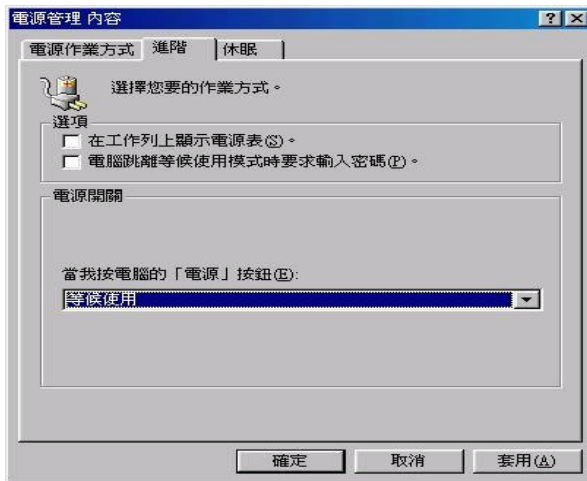 電源管理 內容
電源作業方式 進階 休眠
選擇您要的作業方式。
選項
在工作列上顯示電源表(S)。
電腦跳離等候使用模式時要求輸入密碼(P)。
電源開關
當我按電腦的「電源」按鈕(E):
等候使用
確定 取消 套用(A)